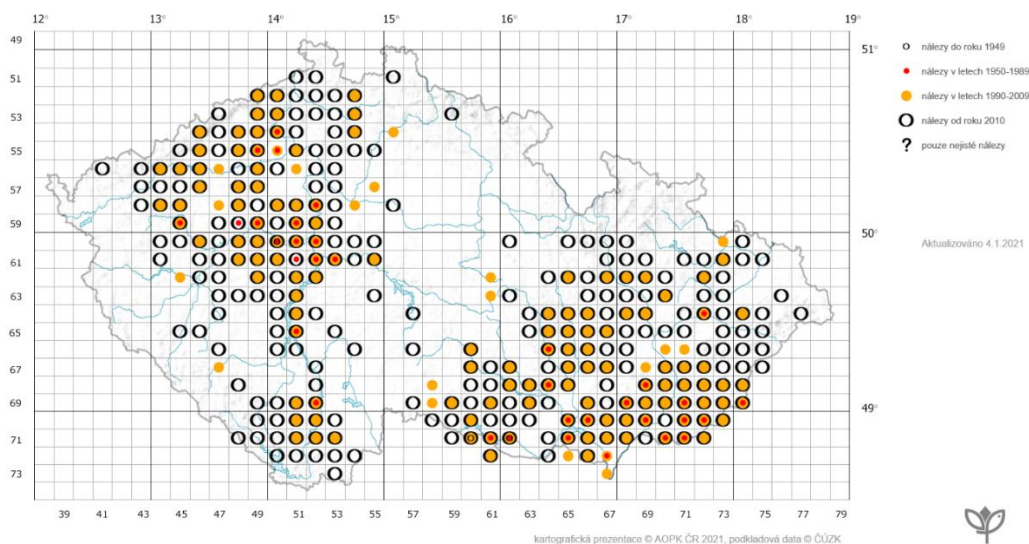 12° 13° 14° 15° 16° 17° 18° 19°
49
51
53
55
57
59
61
63
65
67
69
71
73
51°
50°
49°
39 41 43 45 47 49 51 53 55 57 59 61 63 65 67 69 71 73 75 77 79
nálezy do roku 1949
nálezy v letech 1950-1989
nálezy v letech 1990-2009
nálezy od roku 2010
? pouze nejisté nálezy
Aktualizováno 4.1.2021
kartografická prezentace © AOPK ČR 2021, podkladová data © ČÚZK